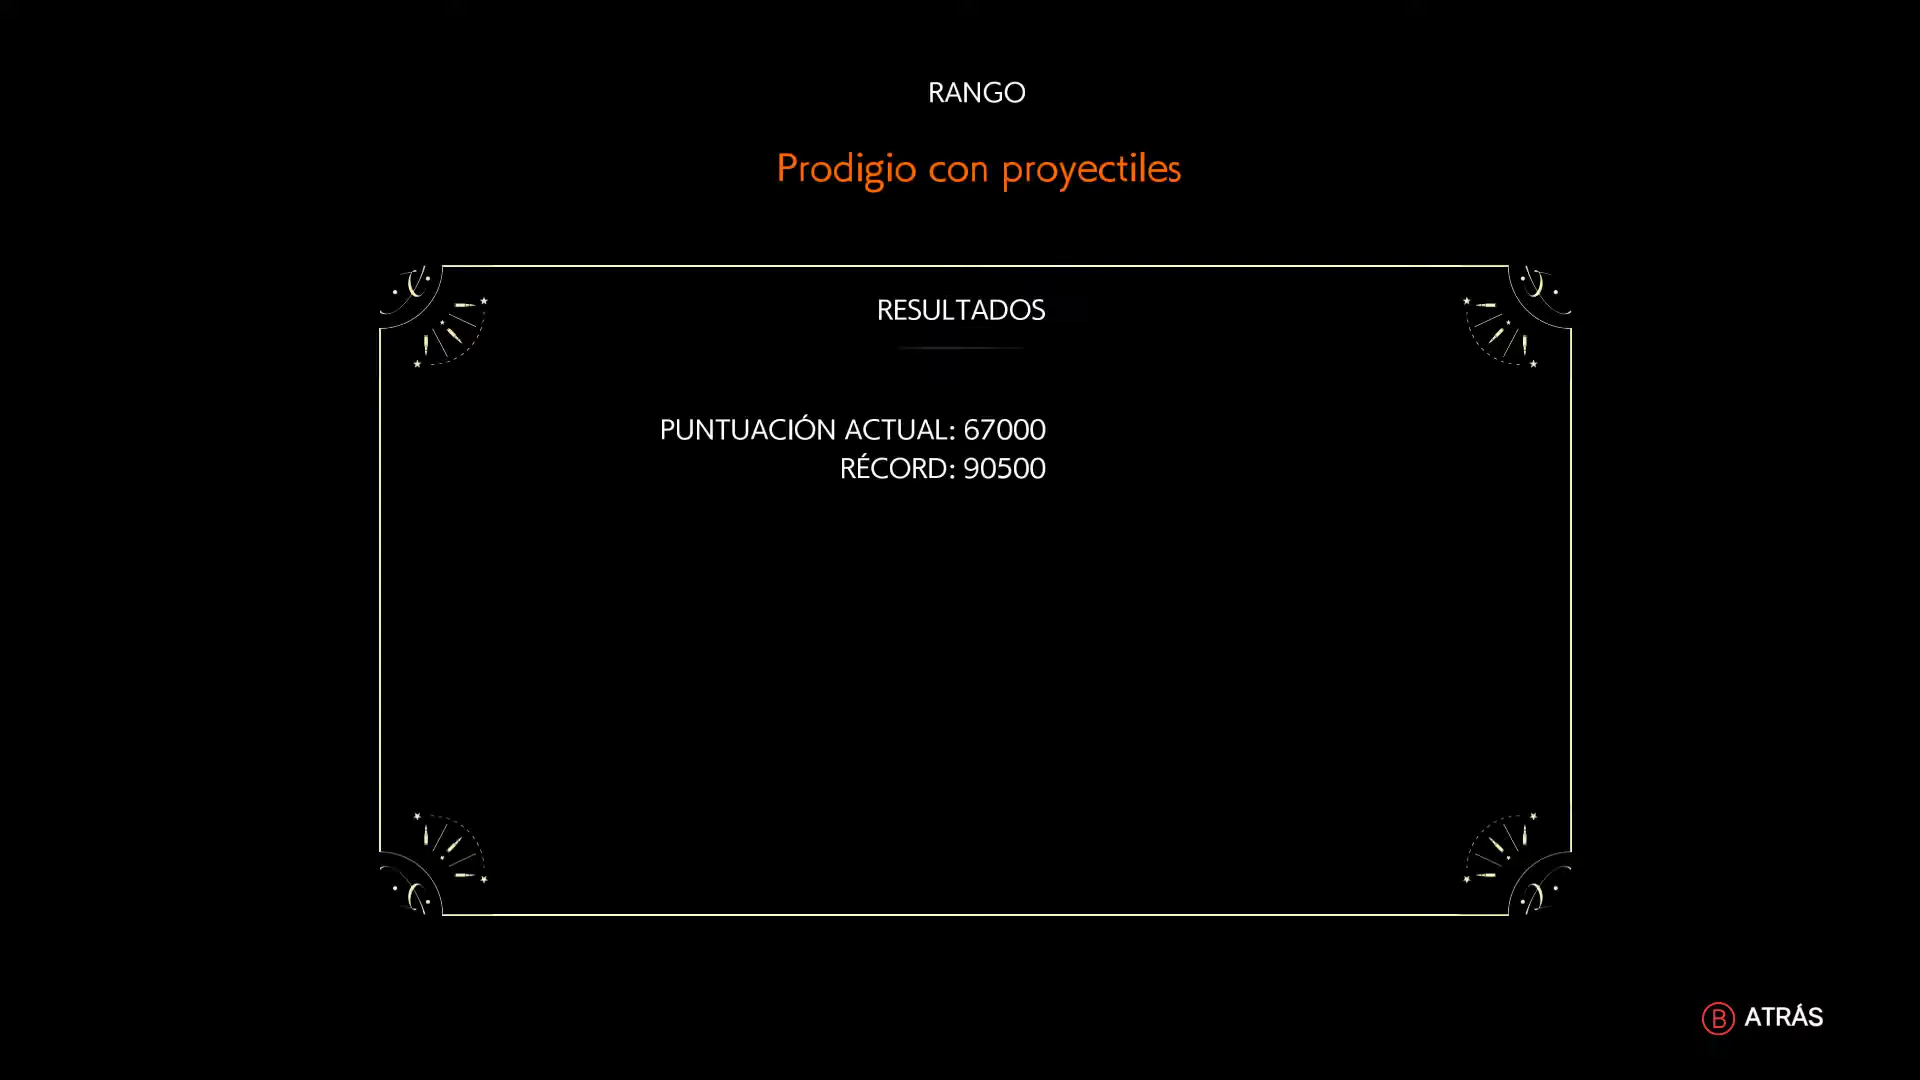 RANGO
Prodigio con proyectiles
RESULTADOS
PUNTUACIÓN ACTUAL: 67000
RÉCORD: 90500
B ATRÁS